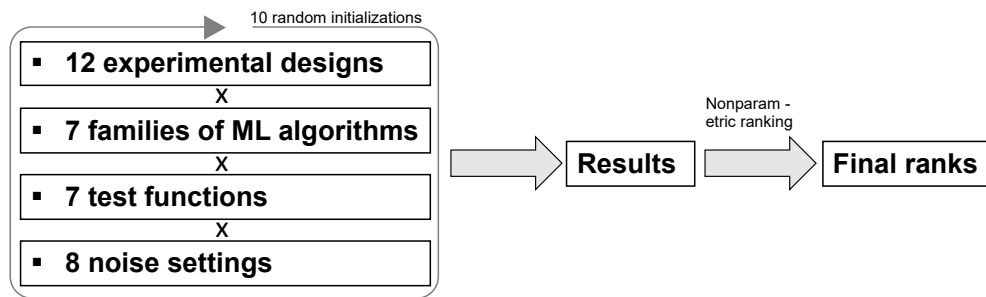 10 random initializations
▪ 12 experimental designs
x
▪ 7 families of ML algorithms
x
▪ 7 test functions
x
▪ 8 noise settings
Results
Nonparam -
etric ranking
Final ranks